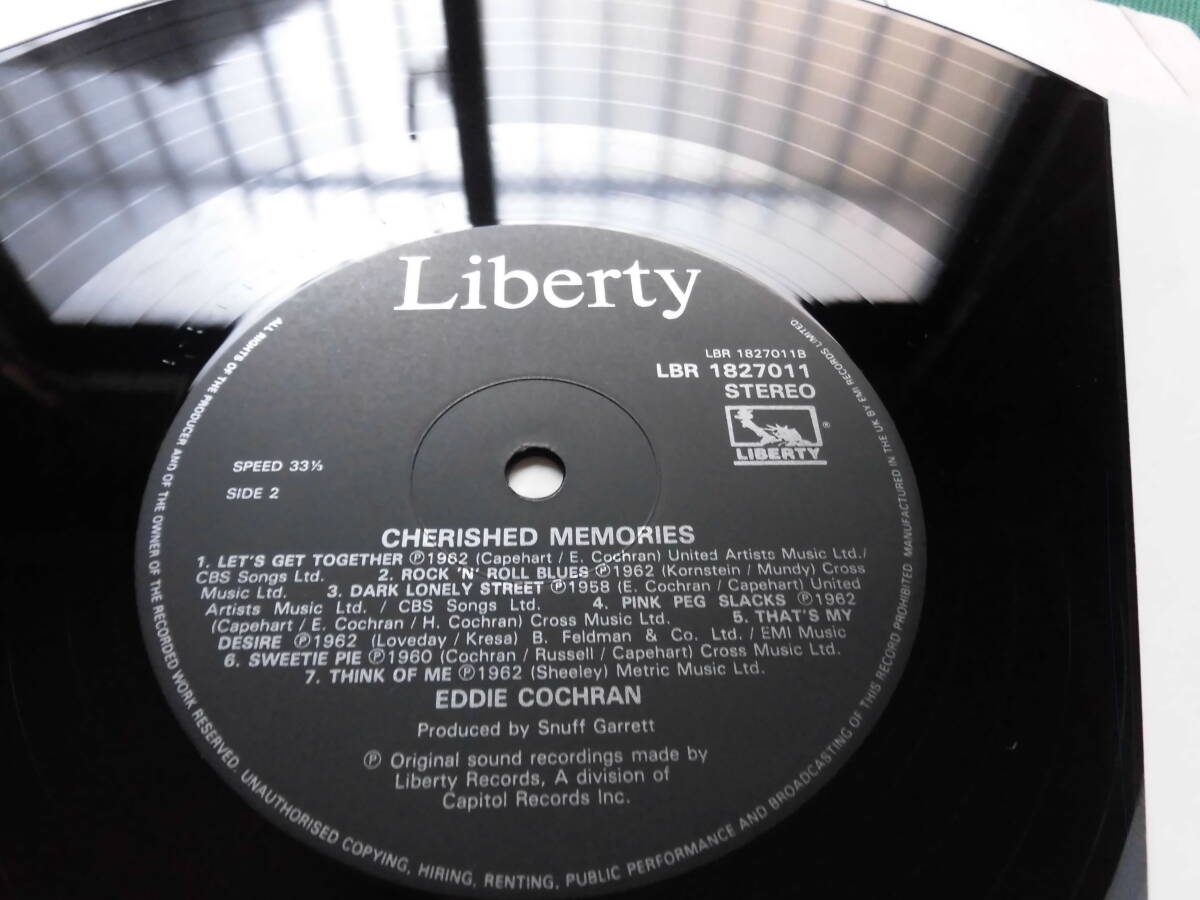 Liberty
LBR 1827011B
LBR 1827011
STEREO
LIBERTY
®
SPEED 33⅓
SIDE 2
CHERISHED MEMORIES
1. LET'S GET TOGETHER ℗1962 (Capehart / E. Cochran) United Artists Music Ltd./
CBS Songs Ltd. 2. ROCK 'N' ROLL BLUES ℗1962 (Kornstein / Mundy) Cross
Music Ltd. 3. DARK LONELY STREET ℗1958 (E. Cochran / Capehart) United
Artists Music Ltd. / CBS Songs Ltd. 4. PINK PEG SLACKS ℗1962
(Capehart / E. Cochran / H. Cochran) Cross Music Ltd. 5. THAT'S MY
DESIRE ℗1962 (Loveday / Kresa) B. Feldman & Co. Ltd. / EMI Music
6. SWEETIE PIE ℗1960 (Cochran / Russell / Capehart) Cross Music Ltd.
7. THINK OF ME ℗1962 (Sheeley) Metric Music Ltd.
EDDIE COCHRAN
Produced by Snuff Garrett
℗ Original sound recordings made by
Liberty Records, A division of
Capitol Records Inc.
ALL RIGHTS OF THE PRODUCER AND OF THE OWNER OF THE RECORDED WORK RESERVED. UNAUTHORISED COPYING, HIRING, RENTING, PUBLIC PERFORMANCE AND BROADCASTING OF THIS RECORD PROHIBITED. MANUFACTURED IN THE UK BY EMI RECORDS LIMITED